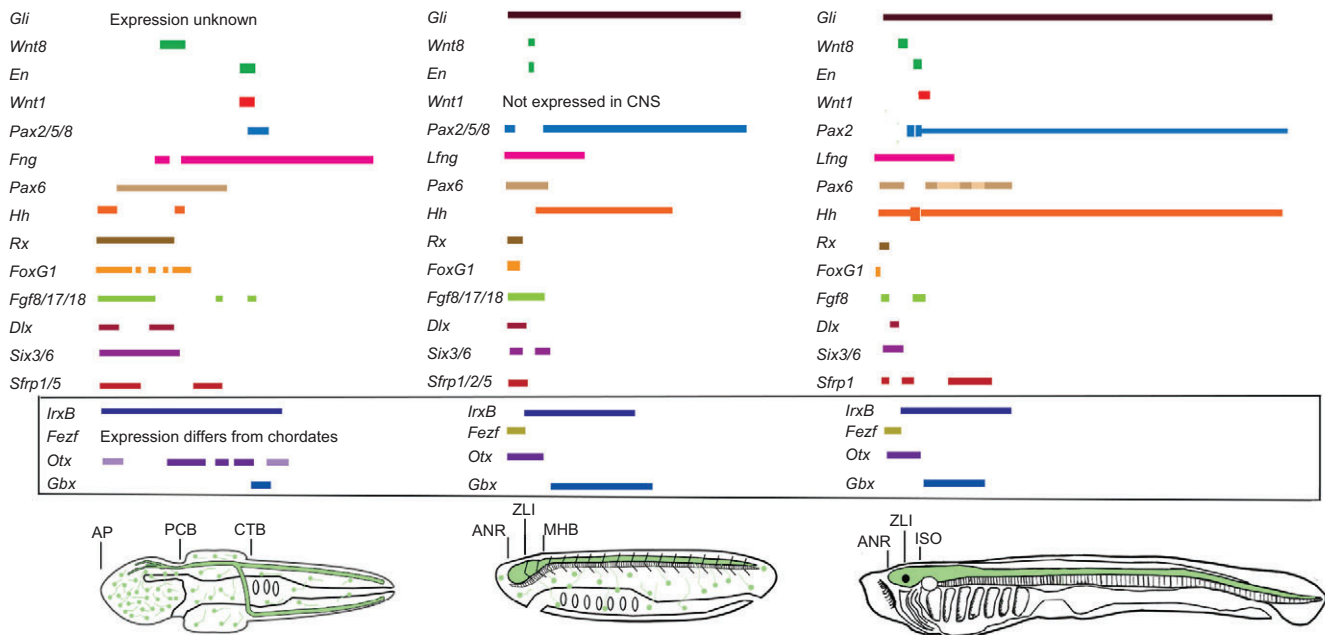 Gli Expression unknown
Wnt8
En
Wnt1
Pax2/5/8
Fng
Pax6
Hh
Rx
FoxG1
Fgf8/17/18
Dlx
Six3/6
Sfrp1/5
IrxB
Fezf Expression differs from chordates
Otx
Gbx
AP PCB CTB
Gli
Wnt8
En
Wnt1 Not expressed in CNS
Pax2/5/8
Lfng
Pax6
Hh
Rx
FoxG1
Fgf8/17/18
Dlx
Six3/6
Sfrp1/2/5
IrxB
Fezf
Otx
Gbx
ZLI
ANR MHB
Gli
Wnt8
En
Wnt1
Pax2
Lfng
Pax6
Hh
Rx
FoxG1
Fgf8
Dlx
Six3/6
Sfrp1
IrxB
Fezf
Otx
Gbx
ZLI
ANR ISO